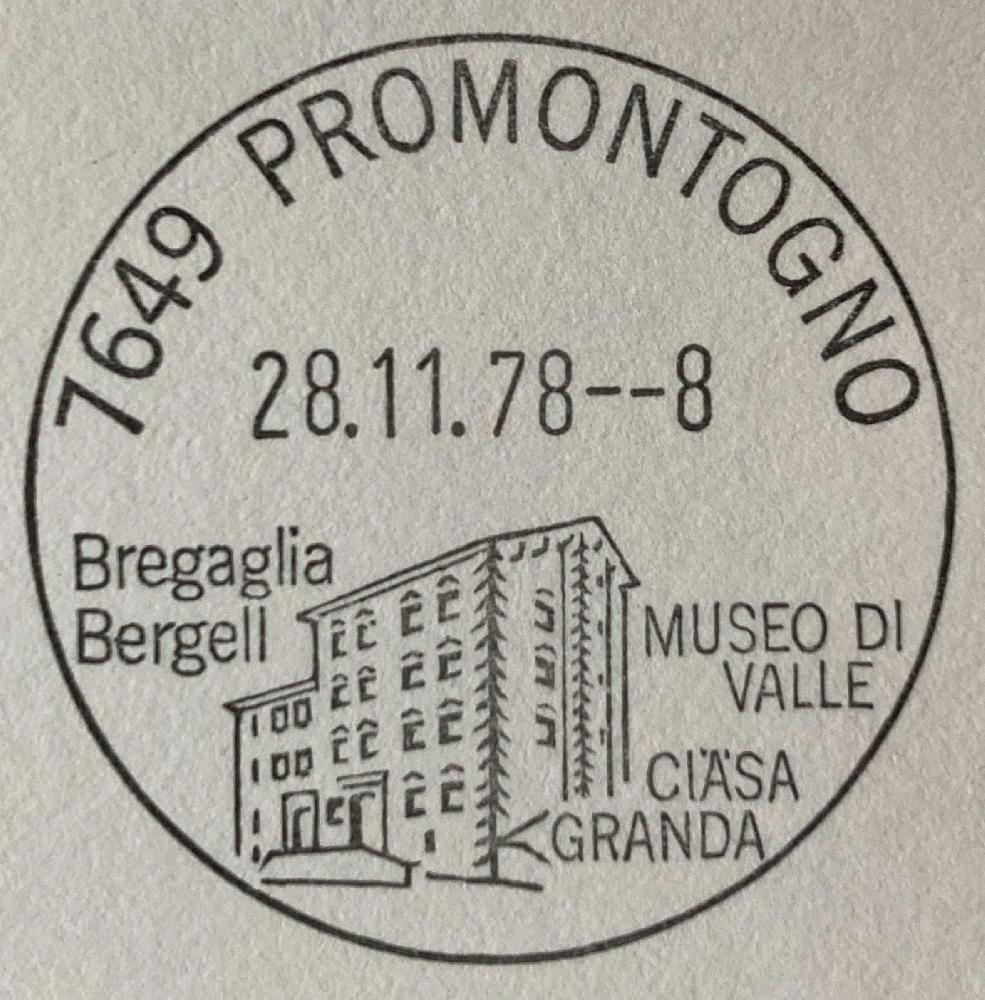 7649 PROMONTOGNO
28.11.78--8
Bregaglia
Bergell
MUSEO DI
VALLE
CIÄSA
GRANDA